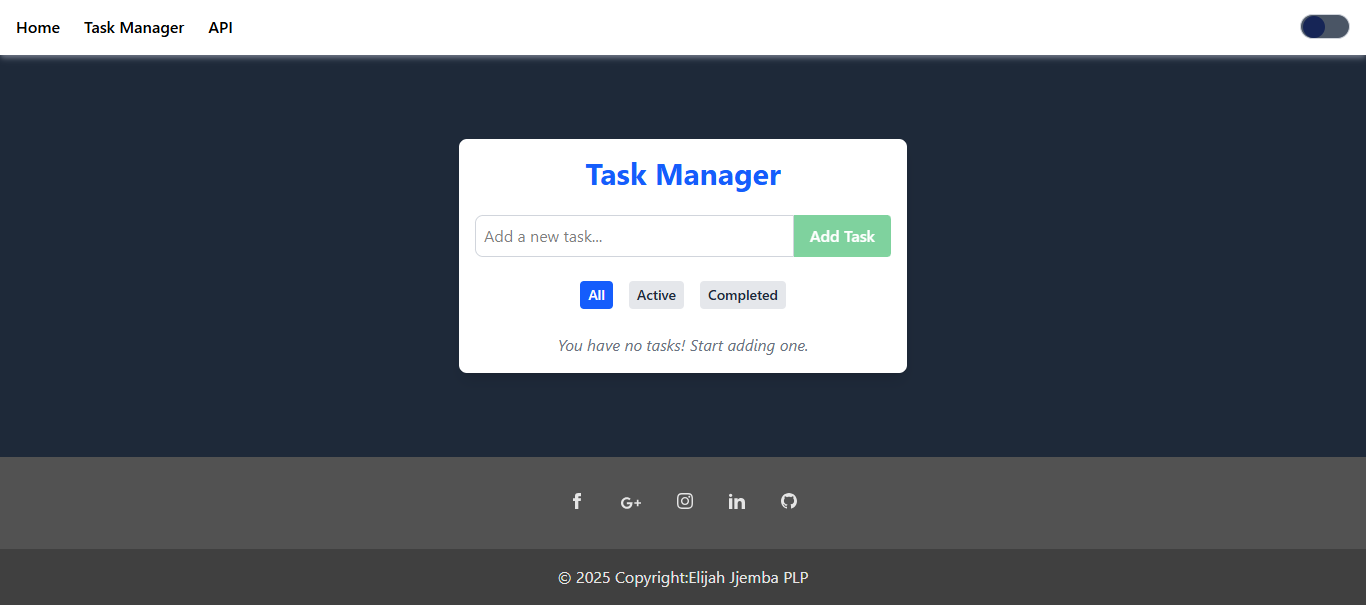 Home Task Manager API
Task Manager
Add a new task... Add Task
All Active Completed
You have no tasks! Start adding one.
G+ in
© 2025 Copyright:Elijah Jjemba PLP